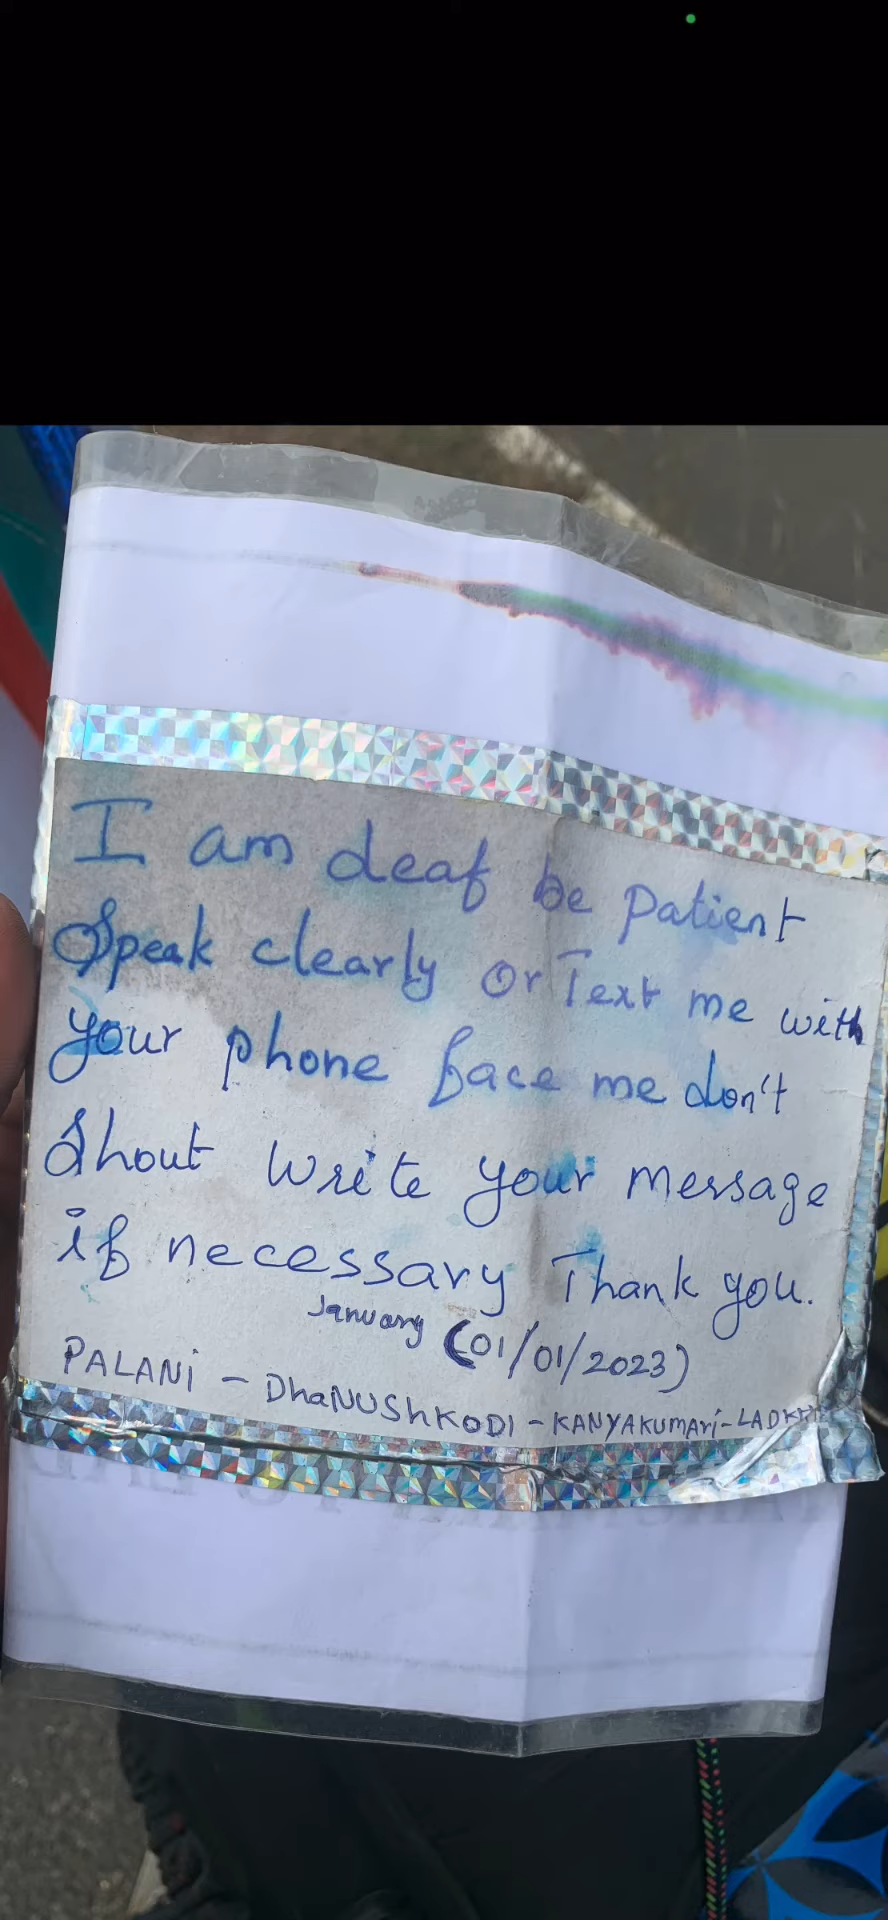 I am deaf be patient
Speak clearly or Text me with
your phone face me don't
shout write your message
if necessary Thank you.
January (01/01/2023)
PALANi - DhaNUShKODI - KANYAKUMAri -